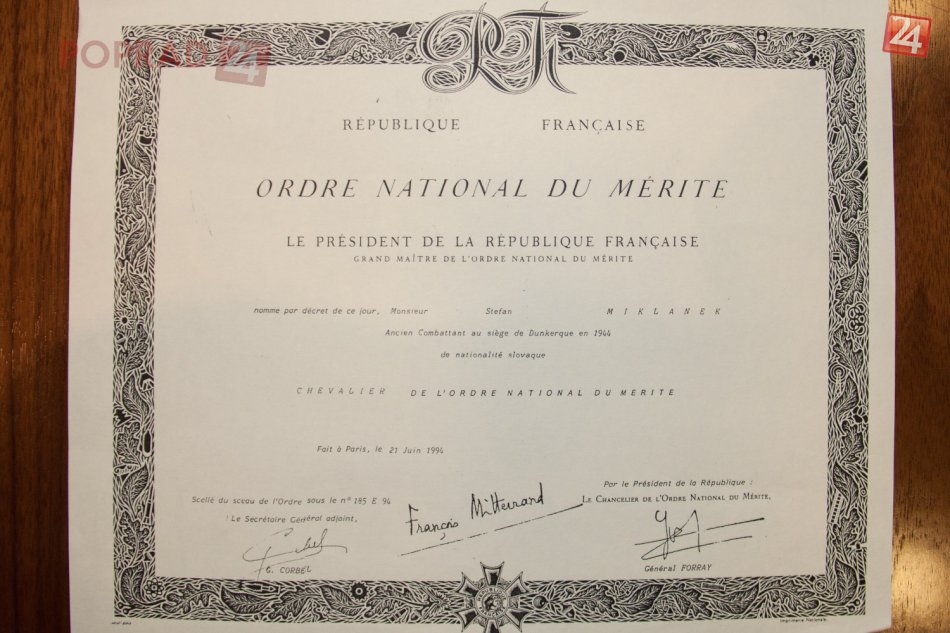 POPRAD 24
24
RF
RÉPUBLIQUE FRANÇAISE
ORDRE NATIONAL DU MÉRITE
LE PRÉSIDENT DE LA RÉPUBLIQUE FRANÇAISE
GRAND MAÎTRE DE L'ORDRE NATIONAL DU MÉRITE
nomme par décret de ce jour, Monsieur Stefan MIKLANEK
Ancien Combattant au siège de Dunkerque en 1944
de nationalité slovaque
CHEVALIER DE L'ORDRE NATIONAL DU MERITE
Fait à Paris, le 21 Juin 1994
Scellé du sceau de l'Ordre sous le n° 185 E 94
Le Secrétaire Général adjoint,
G. CORBEL
François Mitterrand
Par le Président de la République :
LE CHANCELIER DE L'ORDRE NATIONAL DU MÉRITE,
Général FORRAY
Imprimerie Nationale.